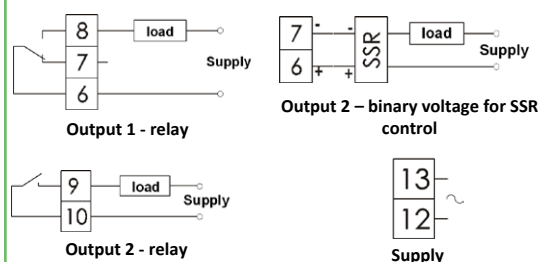 8
load
7
Supply
6
Output 1 - relay
7
-
-
SSR
load
Supply
6
+
+
Output 2 – binary voltage for SSR
control
9
load
Supply
10
Output 2 - relay
13
12
Supply